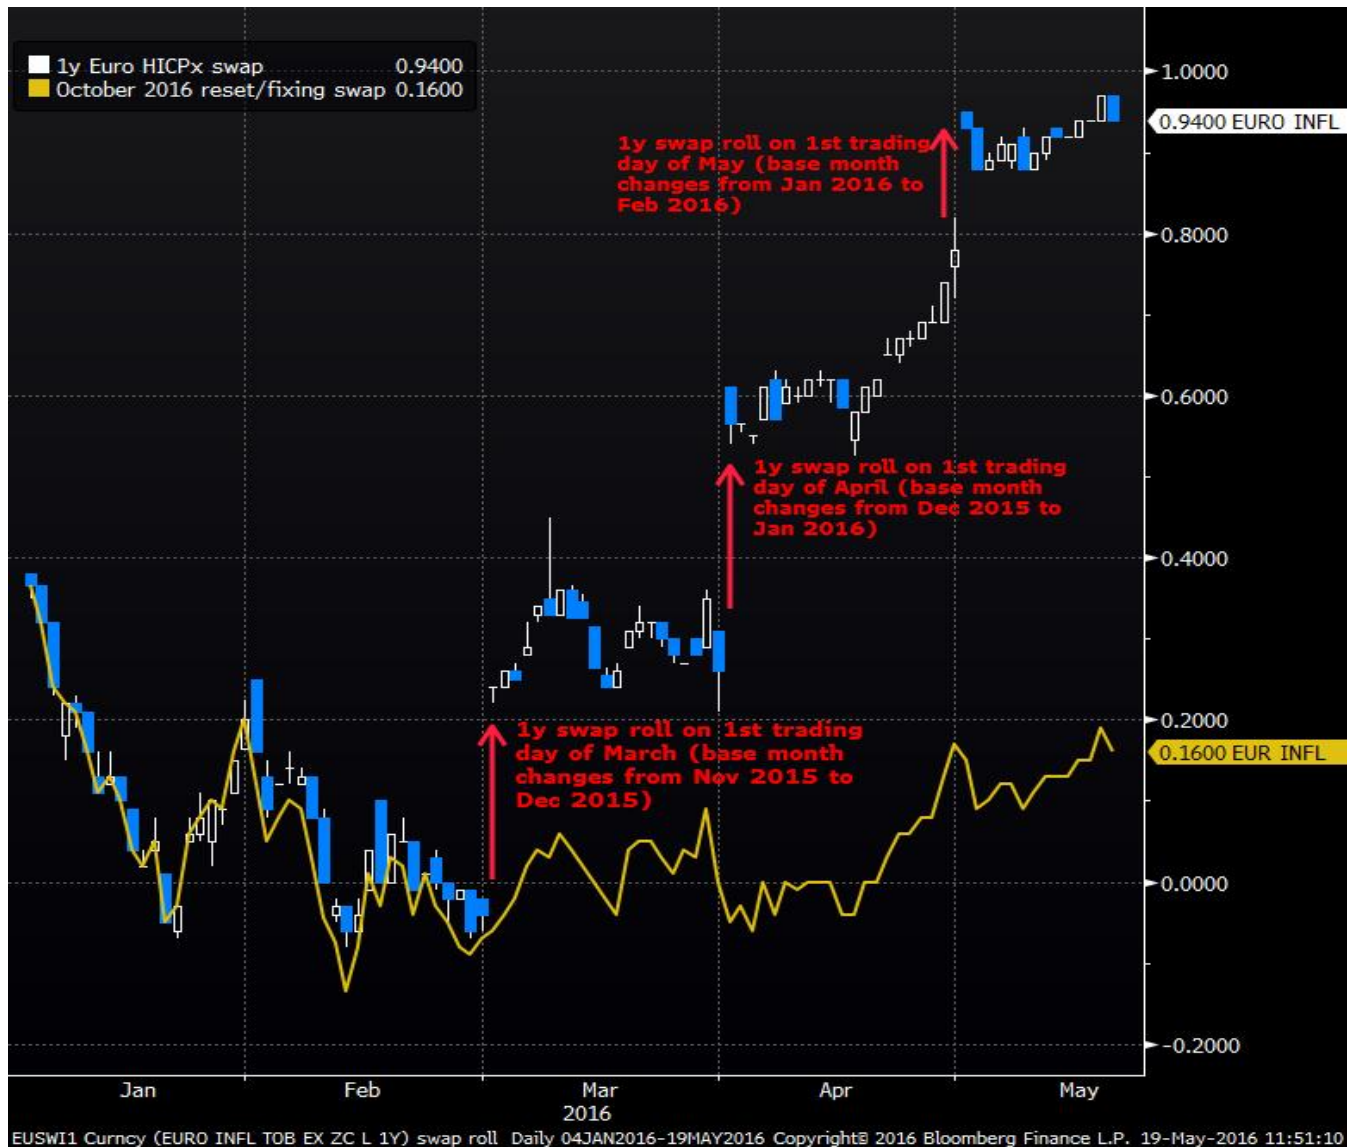 1y Euro HICPx swap 0.9400
October 2016 reset/fixing swap 0.1600
1.0000
0.9400 EURO INFL
1y swap roll on 1st trading
day of May (base month
changes from Jan 2016 to
Feb 2016)
0.8000
0.6000
1y swap roll on 1st trading
day of April (base month
changes from Dec 2015 to
Jan 2016)
0.4000
0.2000
1y swap roll on 1st trading
day of March (base month
changes from Nov 2015 to
Dec 2015)
0.1600 EUR INFL
0.0000
-0.2000
Jan Feb Mar Apr May
2016
EUSWI1 Curncy (EURO INFL TOB EX ZC L 1Y) swap roll Daily 04JAN2016-19MAY2016 Copyright© 2016 Bloomberg Finance L.P. 19-May-2016 11:51:10